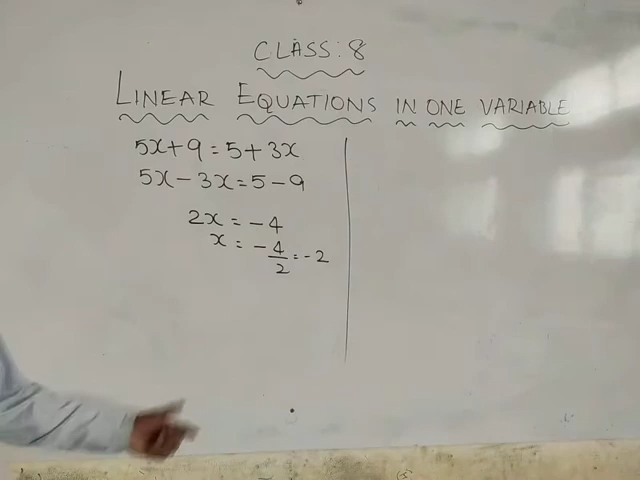 CLASS: 8
LINEAR EQUATIONS IN ONE VARIABLE
5x+9=5+3x
5x-3x=5-9
2x=-4
x=-4/2=-2